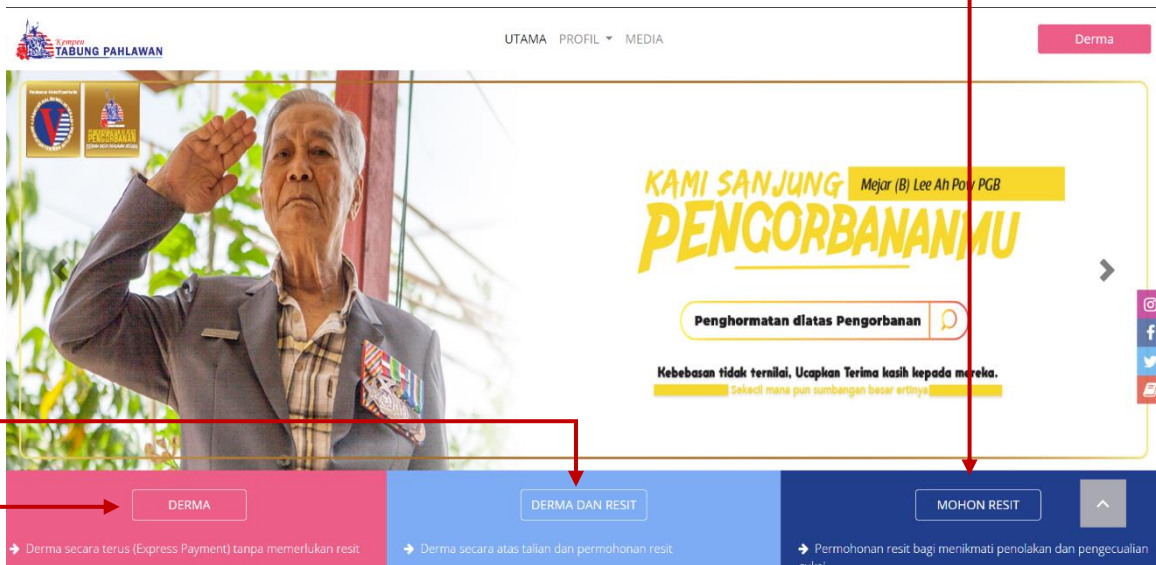 Kempen
TABUNG PAHLAWAN
UTAMA PROFIL MEDIA
Derma
PENGORBANAN
KAMI SANJUNG
Mejar (B) Lee Ah Pow PGB
PENGORBANANMU
Penghormatan diatas Pengorbanan
Kebebasan tidak ternilai, Ucapkan Terima kasih kepada mereka.
Sekecil mana pun sumbangan besar ertinya
DERMA
DERMA DAN RESIT
MOHON RESIT
Derma secara terus (Express Payment) tanpa memerlukan resit
Derma secara atas talian dan permohonan resit
Permohonan resit bagi menikmati penolakan dan pengecualian